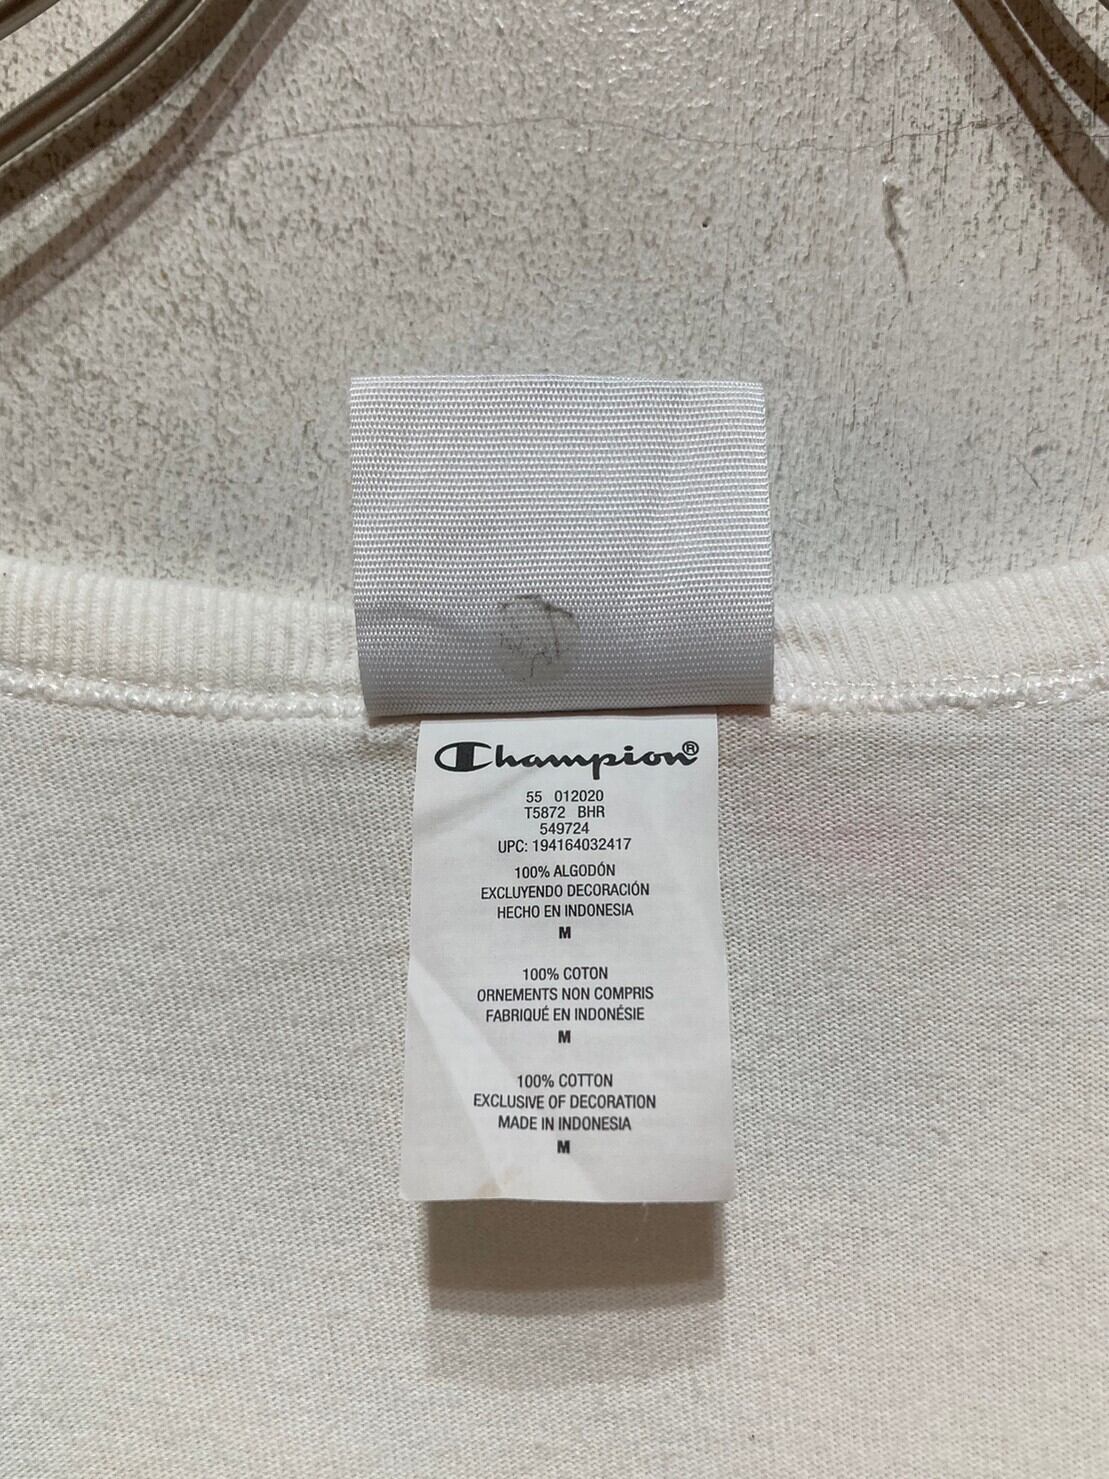 Champion®
55 012020
T5872 BHR
549724
UPC: 194164032417
100% ALGODÓN
EXCLUYENDO DECORACIÓN
HECHO EN INDONESIA
M
100% COTON
ORNEMENTS NON COMPRIS
FABRIQUÉ EN INDONÉSIE
M
100% COTTON
EXCLUSIVE OF DECORATION
MADE IN INDONESIA
M